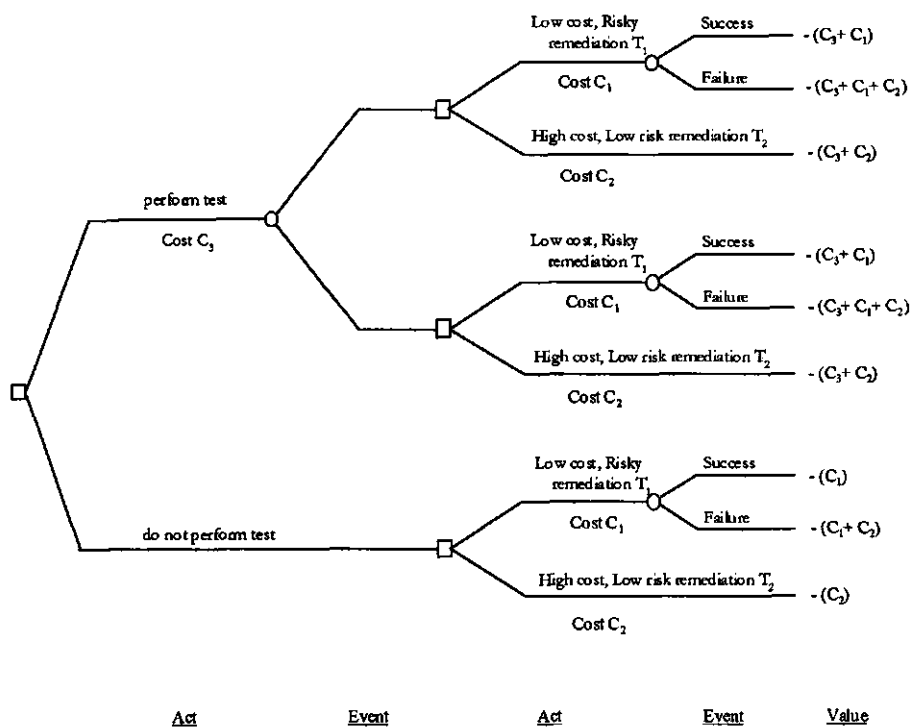 Low cost, Risky
remediation T₁
Cost C₁
Success
- (C₃+ C₁)
Failure
- (C₃+ C₁ + C₂)
High cost, Low risk remediation T₂
Cost C₂
- (C₃+ C₂)
perform test
Cost C₃
Low cost, Risky
remediation T₁
Cost C₁
Success
- (C₃+ C₁)
Failure
- (C₃+ C₁ + C₂)
High cost, Low risk remediation T₂
Cost C₂
- (C₃+ C₂)
do not perform test
Low cost, Risky
remediation T₁
Cost C₁
Success
- (C₁)
Failure
- (C₁+ C₂)
High cost, Low risk remediation T₂
Cost C₂
- (C₂)
Act Event Act Event Value